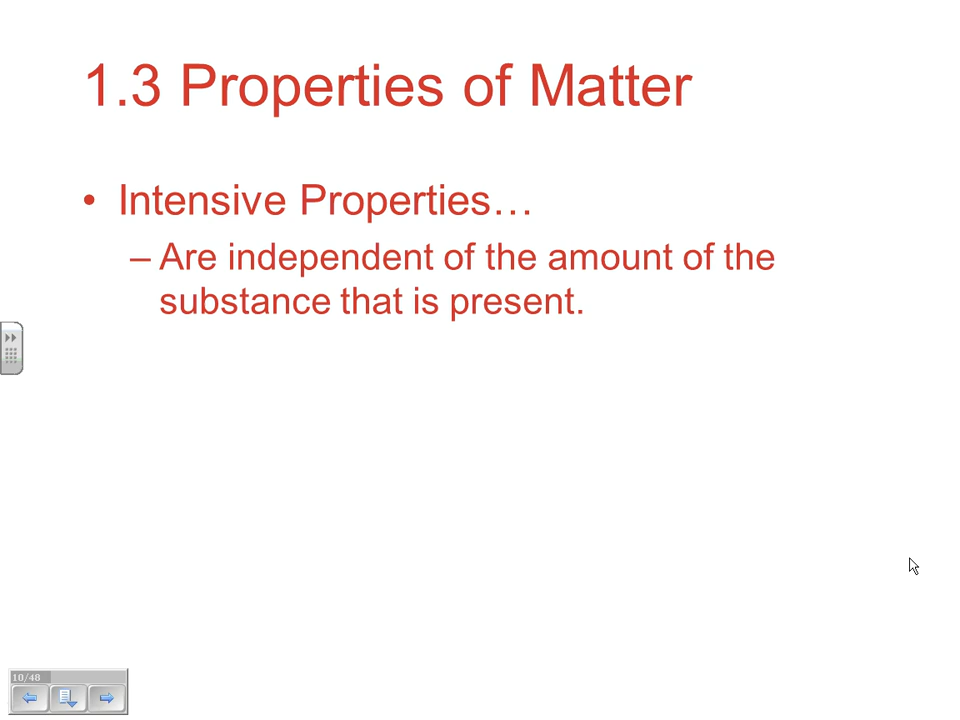 1.3 Properties of Matter
• Intensive Properties…
– Are independent of the amount of the
substance that is present.
18/48